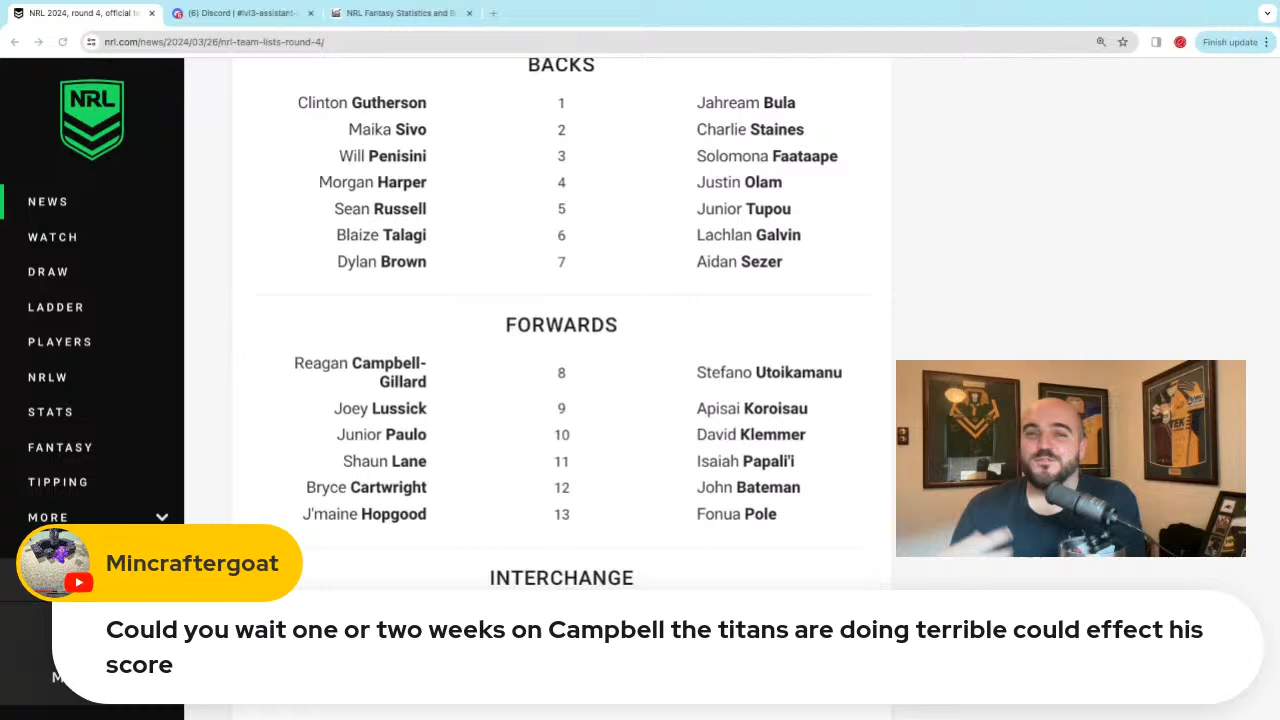 NRL 2024, round 4, official te
(6) Discord | #lvl3-assistant-
NRL Fantasy Statistics and B
nrl.com/news/2024/03/26/nrl-team-lists-round-4/
Finish update
NRL
NEWS
WATCH
DRAW
LADDER
PLAYERS
NRLW
STATS
FANTASY
TIPPING
MORE
BACKS
Clinton Gutherson 1 Jahream Bula
Maika Sivo 2 Charlie Staines
Will Penisini 3 Solomona Faataape
Morgan Harper 4 Justin Olam
Sean Russell 5 Junior Tupou
Blaize Talagi 6 Lachlan Galvin
Dylan Brown 7 Aidan Sezer
FORWARDS
Reagan Campbell-
Gillard 8 Stefano Utoikamanu
Joey Lussick 9 Apisai Koroisau
Junior Paulo 10 David Klemmer
Shaun Lane 11 Isaiah Papali'i
Bryce Cartwright 12 John Bateman
J'maine Hopgood 13 Fonua Pole
INTERCHANGE
Mincraftergoat
Could you wait one or two weeks on Campbell the titans are doing terrible could effect his
score